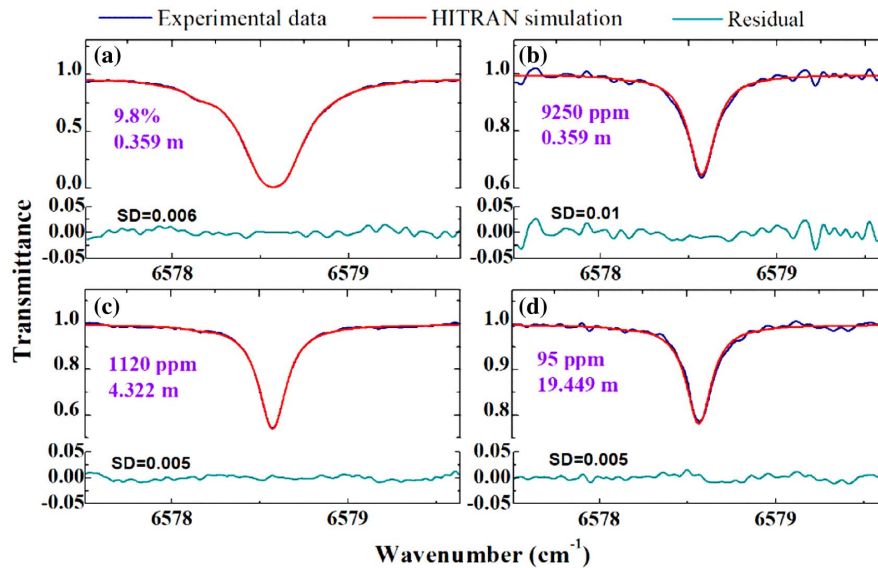 Experimental data HITRAN simulation Residual
(a) (b)
1.0 1.0
9.8% 9250 ppm
0.359 m 0.359 m
0.5 0.8
0.0 0.6
0.05 SD=0.006 0.05 SD=0.01
0.00 0.00
-0.05 -0.05
6578 6579 6578 6579
(c) (d)
1.0 1.0
1120 ppm 95 ppm
4.322 m 19.449 m
0.8 0.9
0.6 0.8
0.05 SD=0.005 0.05 SD=0.005
0.00 0.00
-0.05 -0.05
6578 6579 6578 6579
Transmittance
Wavenumber (cm⁻¹)